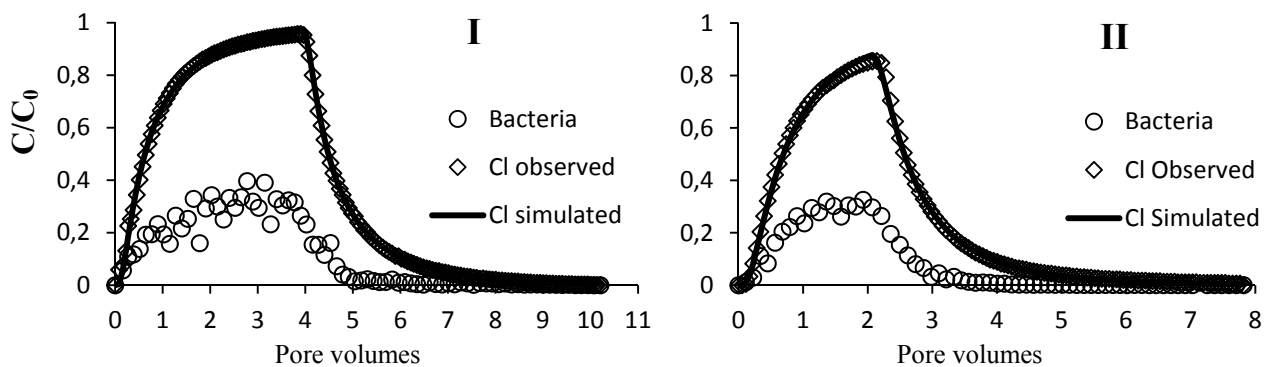 I
C/C₀
1
0,8
0,6
0,4
0,2
0
Bacteria
Cl observed
Cl simulated
0 1 2 3 4 5 6 7 8 9 10 11
Pore volumes
II
1
0,8
0,6
0,4
0,2
0
Bacteria
Cl Observed
Cl Simulated
0 1 2 3 4 5 6 7 8
Pore volumes